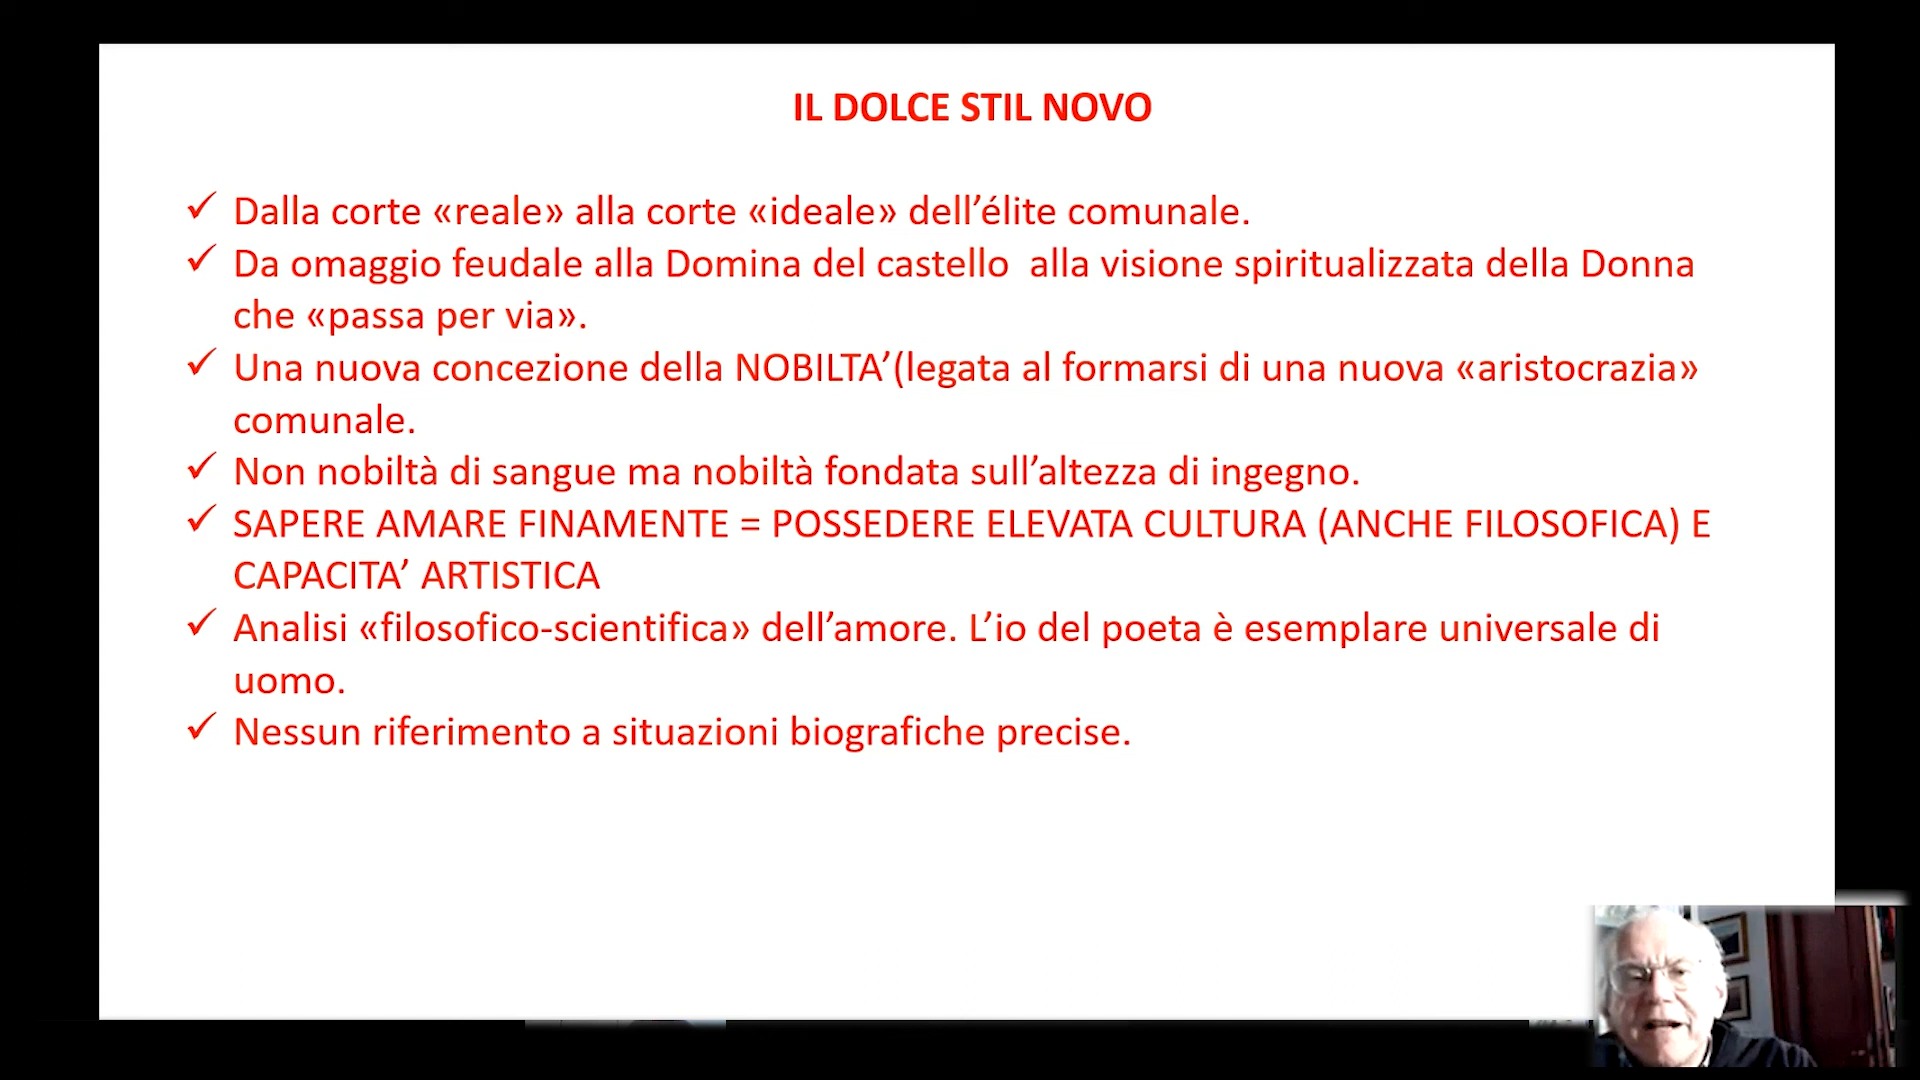 IL DOLCE STIL NOVO
✓ Dalla corte «reale» alla corte «ideale» dell’élite comunale.
✓ Da omaggio feudale alla Domina del castello  alla visione spiritualizzata della Donna
che «passa per via».
✓ Una nuova concezione della NOBILTA’(legata al formarsi di una nuova «aristocrazia»
comunale.
✓ Non nobiltà di sangue ma nobiltà fondata sull’altezza di ingegno.
✓ SAPERE AMARE FINAMENTE = POSSEDERE ELEVATA CULTURA (ANCHE FILOSOFICA) E
CAPACITA’ ARTISTICA
✓ Analisi «filosofico-scientifica» dell’amore. L’io del poeta è esemplare universale di
uomo.
✓ Nessun riferimento a situazioni biografiche precise.